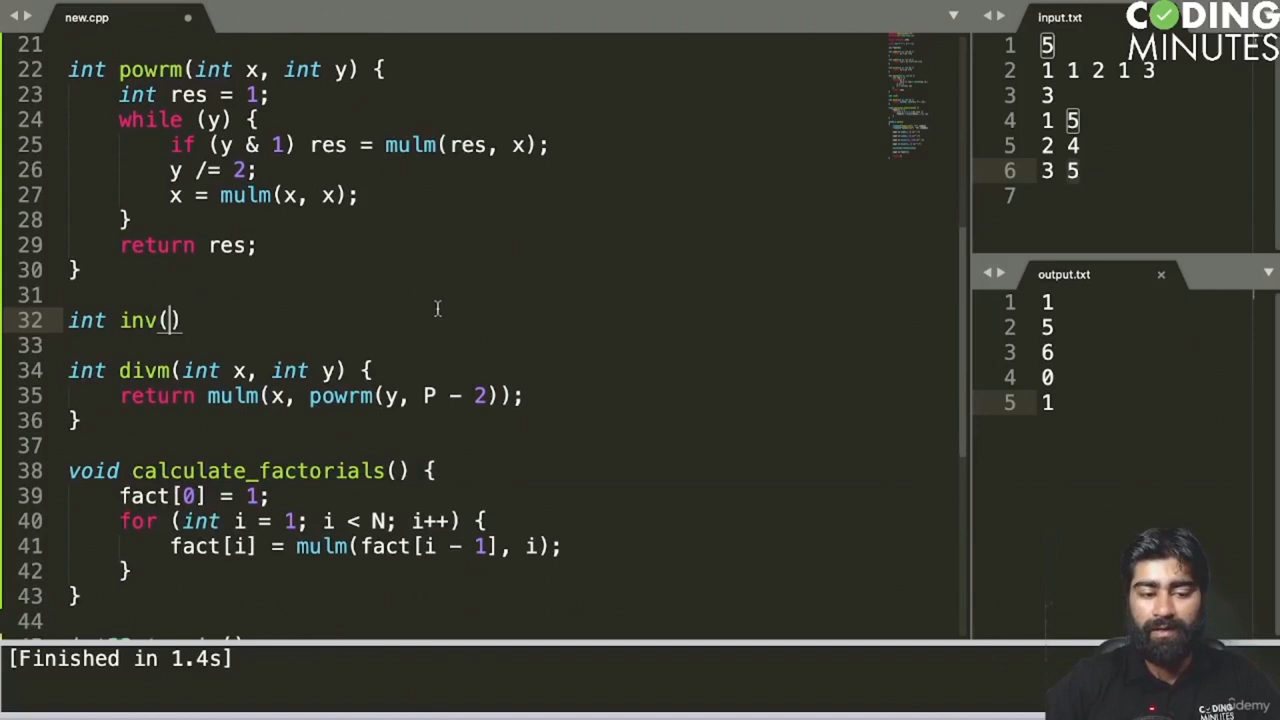 new.cpp
21
22 int powrm(int x, int y) {
23 int res = 1;
24 while (y) {
25 if (y & 1) res = mulm(res, x);
26 y /= 2;
27 x = mulm(x, x);
28 }
29 return res;
30 }
31
32 int inv()
33
34 int divm(int x, int y) {
35 return mulm(x, powrm(y, P - 2));
36 }
37
38 void calculate_factorials() {
39 fact[0] = 1;
40 for (int i = 1; i < N; i++) {
41 fact[i] = mulm(fact[i - 1], i);
42 }
43 }
44
[Finished in 1.4s]
input.txt
CODING
MINUTES
1 5
2 1 1 2 1 3
3 3
4 1 5
5 2 4
6 3 5
7
output.txt
1 1
2 5
3 6
4 0
5 1
CODING
MINUTES
ûdemy